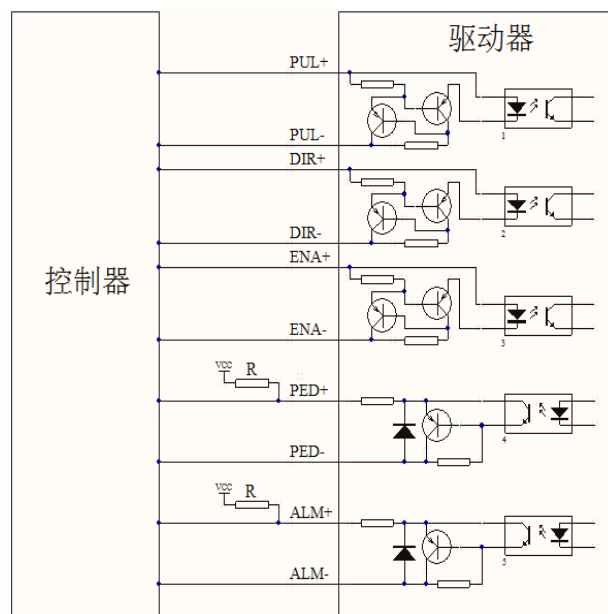 驱动器
PUL+
PUL-
1
DIR+
DIR-
2
控制器
ENA+
ENA-
3
VCC
R
PED+
PED-
4
VCC
R
ALM+
ALM-
5